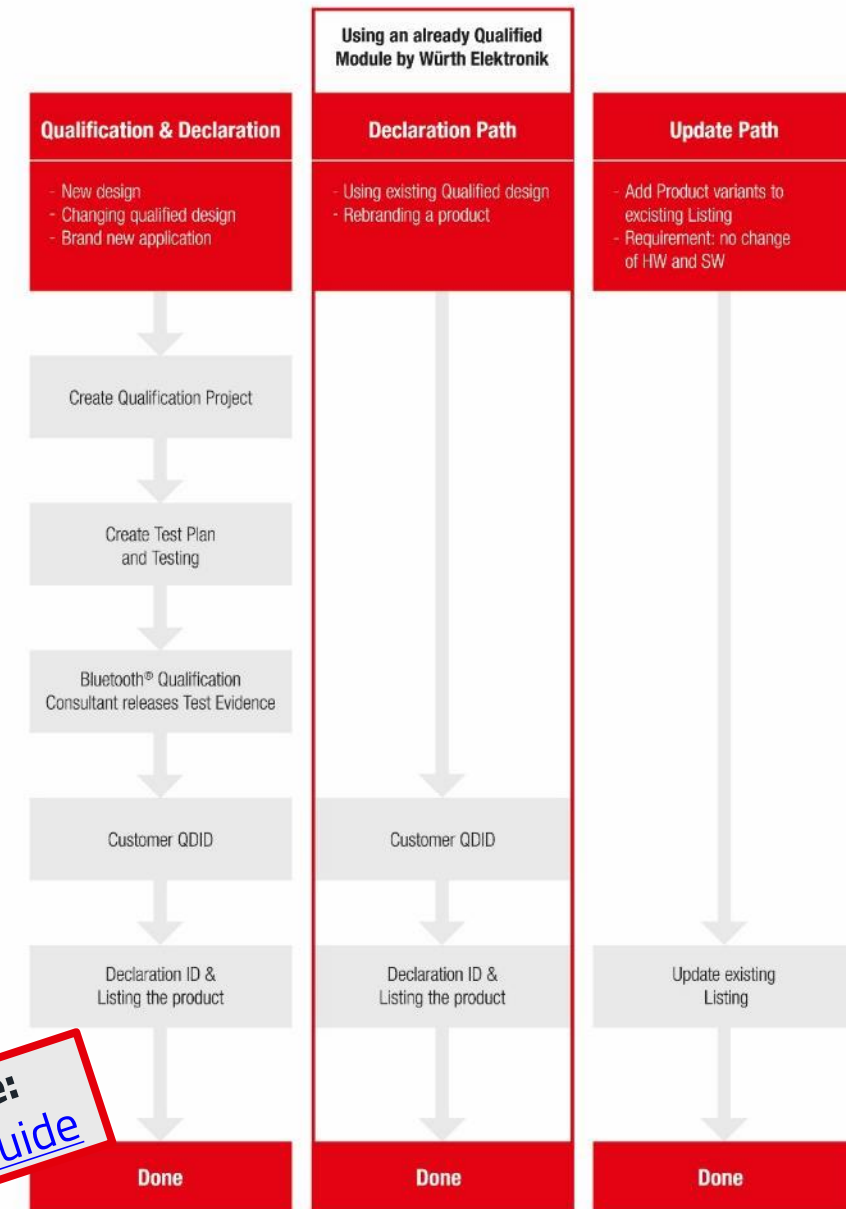 Using an already Qualified
Module by Würth Elektronik
Qualification & Declaration
- New design
- Changing qualified design
- Brand new application
Create Qualification Project
Create Test Plan
and Testing
Bluetooth® Qualification
Consultant releases Test Evidence
Customer QDID
Declaration ID &
Listing the product
Done
Declaration Path
- Using existing Qualified design
- Rebranding a product
Customer QDID
Declaration ID &
Listing the product
Done
Update Path
- Add Product variants to
excisting Listing
- Requirement: no change
of HW and SW
Update existing
Listing
Done